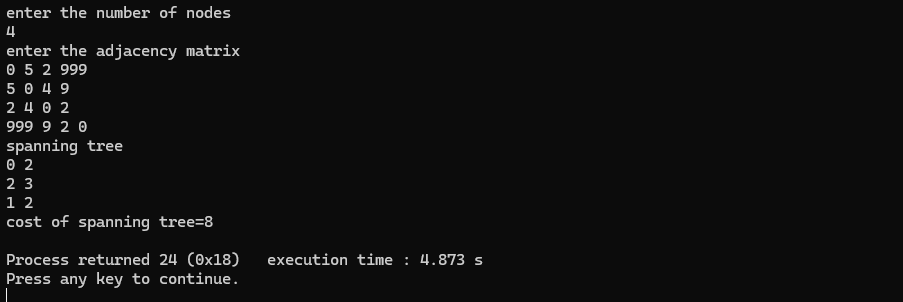 enter the number of nodes
4
enter the adjacency matrix
0 5 2 999
5 0 4 9
2 4 0 2
999 9 2 0
spanning tree
0 2
2 3
1 2
cost of spanning tree=8
Process returned 24 (0x18)   execution time : 4.873 s
Press any key to continue.